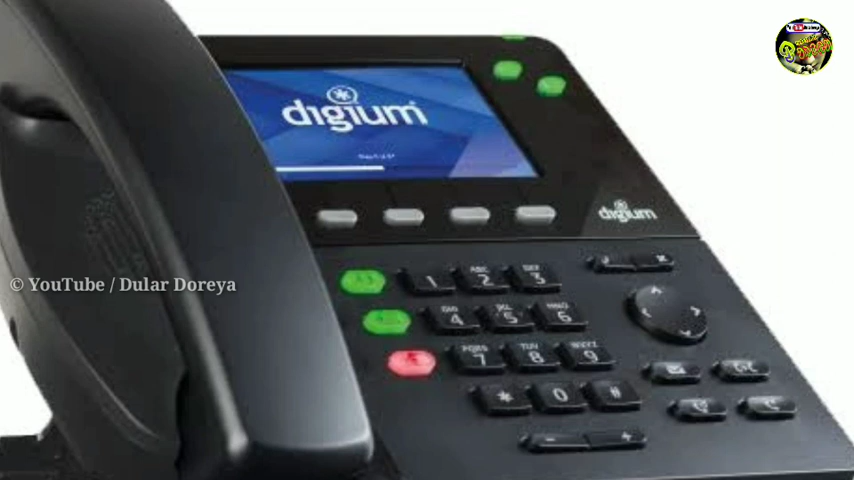 digium
digium
© YouTube / Dular Doreya
1
ABC
2
DEF
3
GHI
4
JKL
5
MNO
6
PQRS
7
TUV
8
WXYZ
9
*
0
#